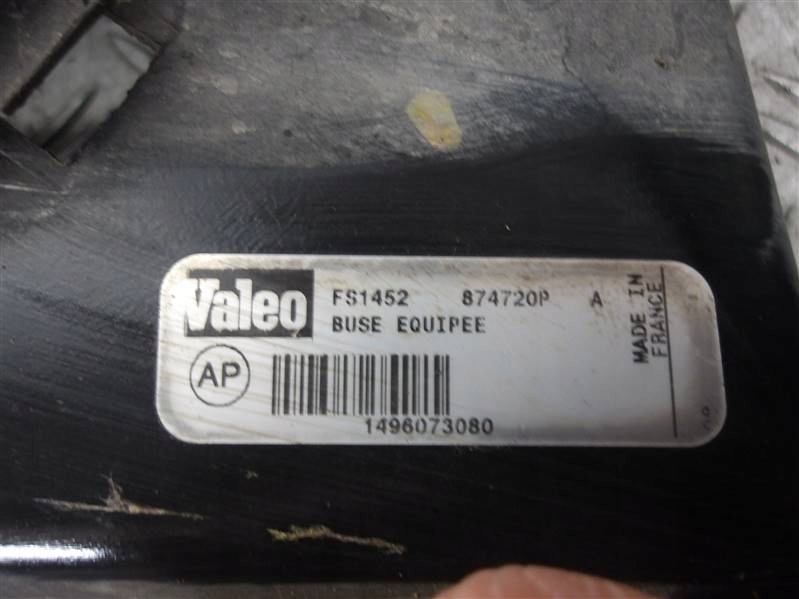 Valeo FS1452 874720P A
BUSE EQUIPEE
AP
1496073080
MADE IN
FRANCE